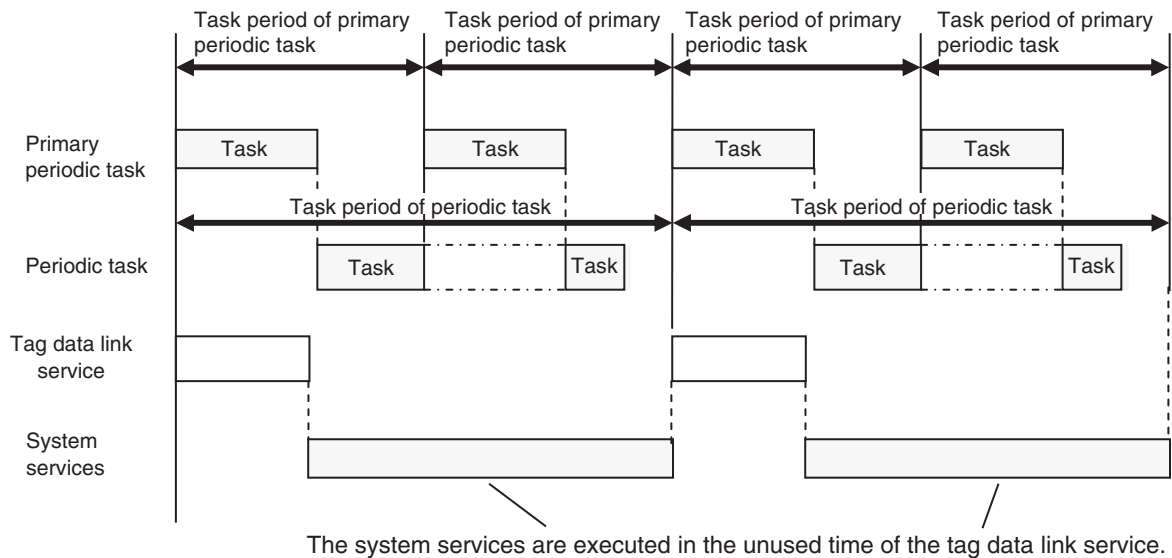 Task period of primary
periodic task
Task period of primary
periodic task
Task period of primary
periodic task
Task period of primary
periodic task
Primary
periodic task
Task
Task
Task
Task
Task period of periodic task
Task period of periodic task
Periodic task
Task
Task
Task
Task
Tag data link
service
System
services
The system services are executed in the unused time of the tag data link service.